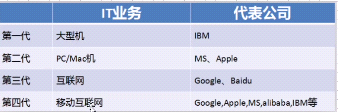 IT业务 代表公司
第一代 大型机 IBM
第二代 PC/Mac机 MS、Apple
第三代 互联网 Google、Baidu
第四代 移动互联网 Google,Apple,MS,alibaba,IBM等